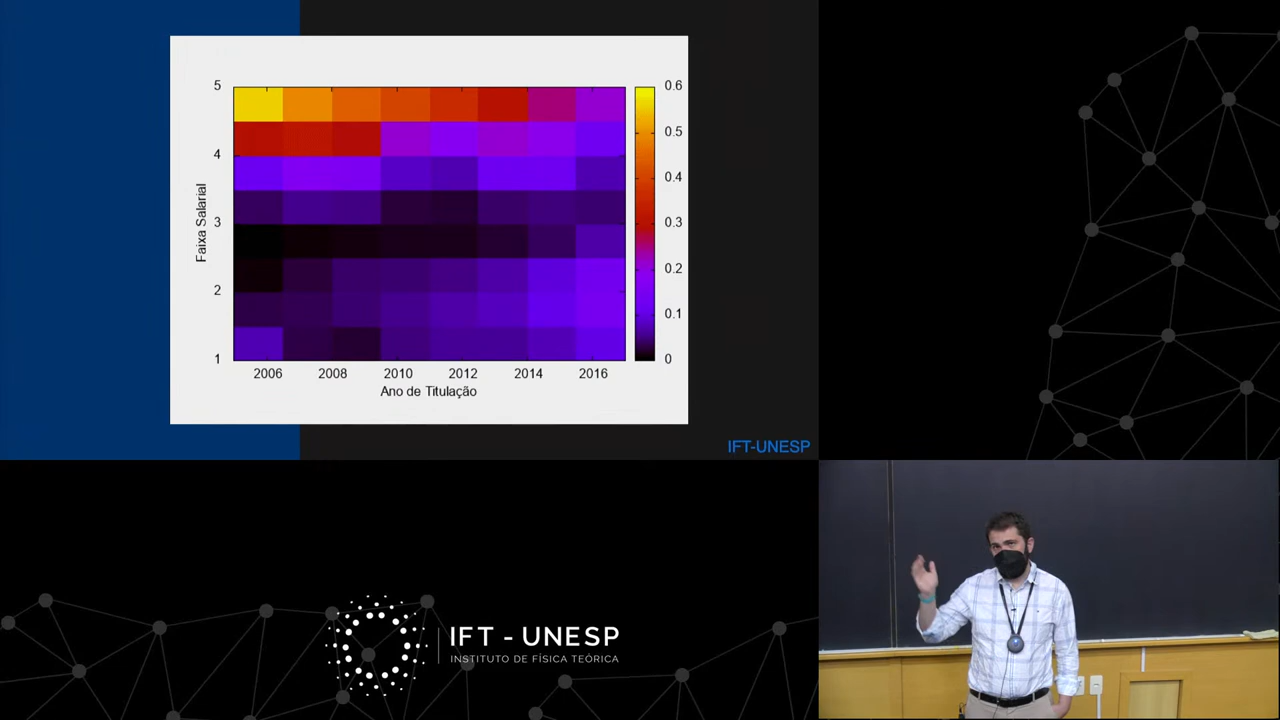 5
4
3
2
1
Faixa Salarial
2006 2008 2010 2012 2014 2016
Ano de Titulação
0.6
0.5
0.4
0.3
0.2
0.1
0
IFT-UNESP
IFT - UNESP
INSTITUTO DE FÍSICA TEÓRICA